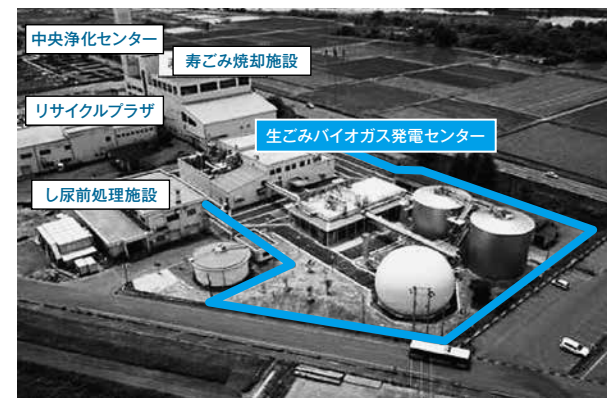 中央浄化センター
寿ごみ焼却施設
リサイクルプラザ
生ごみバイオガス発電センター
し尿前処理施設